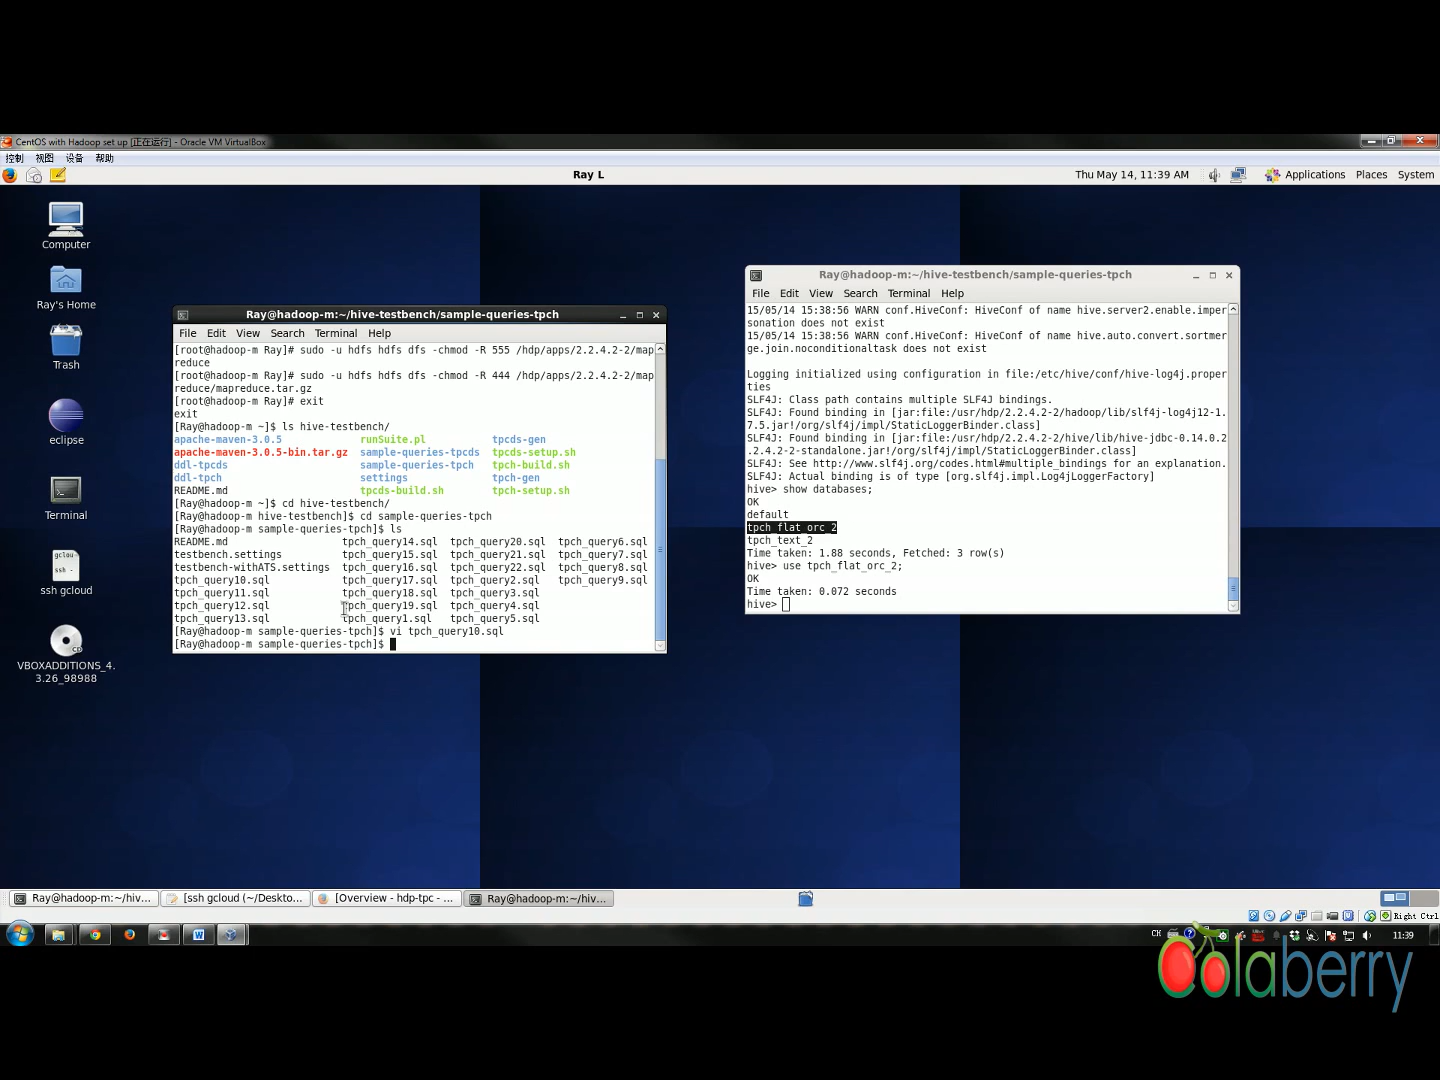 CentOS with Hadoop set up [正在运行] - Oracle VM VirtualBox
控制 视图 设备 帮助
Ray L
Thu May 14, 11:39 AM
Applications Places System
Computer
Ray's Home
Trash
eclipse
Terminal
gclou
ssh -
ssh gcloud
VBOXADDITIONS_4.
3.26_98988
Ray@hadoop-m:~/hive-testbench/sample-queries-tpch
File Edit View Search Terminal Help
[root@hadoop-m Ray]# sudo -u hdfs hdfs dfs -chmod -R 555 /hdp/apps/2.2.4.2-2/map
reduce
[root@hadoop-m Ray]# sudo -u hdfs hdfs dfs -chmod -R 444 /hdp/apps/2.2.4.2-2/map
reduce/mapreduce.tar.gz
[root@hadoop-m Ray]# exit
exit
[Ray@hadoop-m ~]$ ls hive-testbench/
apache-maven-3.0.5 runSuite.pl tpcds-gen
apache-maven-3.0.5-bin.tar.gz sample-queries-tpcds tpcds-setup.sh
ddl-tpcds sample-queries-tpch tpch-build.sh
ddl-tpch settings tpch-gen
README.md tpcds-build.sh tpch-setup.sh
[Ray@hadoop-m ~]$ cd hive-testbench/
[Ray@hadoop-m hive-testbench]$ cd sample-queries-tpch
[Ray@hadoop-m sample-queries-tpch]$ ls
README.md tpch_query14.sql tpch_query20.sql tpch_query6.sql
testbench.settings tpch_query15.sql tpch_query21.sql tpch_query7.sql
testbench-withATS.settings tpch_query16.sql tpch_query22.sql tpch_query8.sql
tpch_query10.sql tpch_query17.sql tpch_query2.sql tpch_query9.sql
tpch_query11.sql tpch_query18.sql tpch_query3.sql
tpch_query12.sql tpch_query19.sql tpch_query4.sql
tpch_query13.sql tpch_query1.sql tpch_query5.sql
[Ray@hadoop-m sample-queries-tpch]$ vi tpch_query10.sql
[Ray@hadoop-m sample-queries-tpch]$
Ray@hadoop-m:~/hive-testbench/sample-queries-tpch
File Edit View Search Terminal Help
15/05/14 15:38:56 WARN conf.HiveConf: HiveConf of name hive.server2.enable.imper
sonation does not exist
15/05/14 15:38:56 WARN conf.HiveConf: HiveConf of name hive.auto.convert.sortmer
ge.join.noconditionaltask does not exist
Logging initialized using configuration in file:/etc/hive/conf/hive-log4j.proper
ties
SLF4J: Class path contains multiple SLF4J bindings.
SLF4J: Found binding in [jar:file:/usr/hdp/2.2.4.2-2/hadoop/lib/slf4j-log4j12-1.
7.5.jar!/org/slf4j/impl/StaticLoggerBinder.class]
SLF4J: Found binding in [jar:file:/usr/hdp/2.2.4.2-2/hive/lib/hive-jdbc-0.14.0.2
.2.4.2-2-standalone.jar!/org/slf4j/impl/StaticLoggerBinder.class]
SLF4J: See http://www.slf4j.org/codes.html#multiple_bindings for an explanation.
SLF4J: Actual binding is of type [org.slf4j.impl.Log4jLoggerFactory]
hive> show databases;
OK
default
tpch_flat_orc_2
tpch_text_2
Time taken: 1.88 seconds, Fetched: 3 row(s)
hive> use tpch_flat_orc_2;
OK
Time taken: 0.072 seconds
hive>
Ray@hadoop-m:~/hiv...
[ssh gcloud (~/Deskto...
[Overview - hdp-tpc - ...
Ray@hadoop-m:~/hiv...
Right Ctrl
CH
11:39
Colaberry